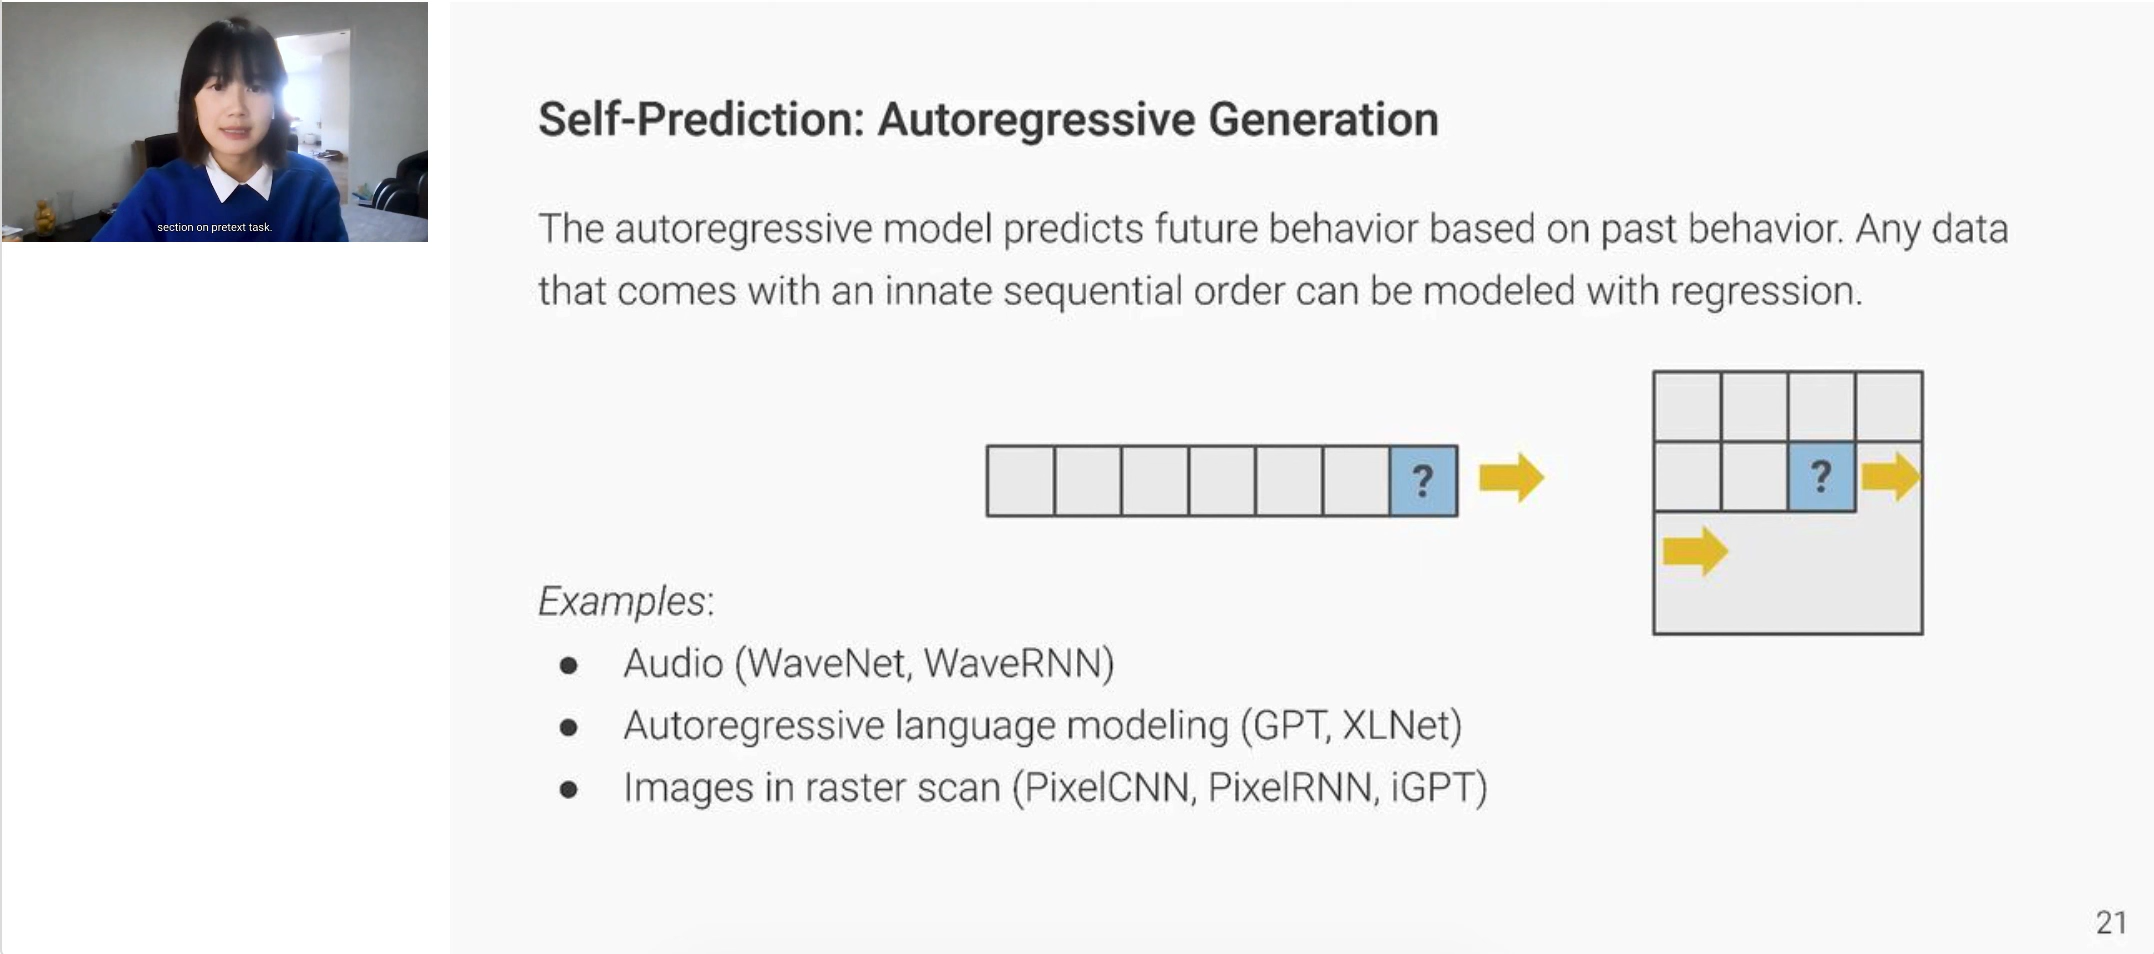 section on pretext task.
Self-Prediction: Autoregressive Generation
The autoregressive model predicts future behavior based on past behavior. Any data
that comes with an innate sequential order can be modeled with regression.
?
?
Examples:
● Audio (WaveNet, WaveRNN)
● Autoregressive language modeling (GPT, XLNet)
● Images in raster scan (PixelCNN, PixelRNN, iGPT)
21